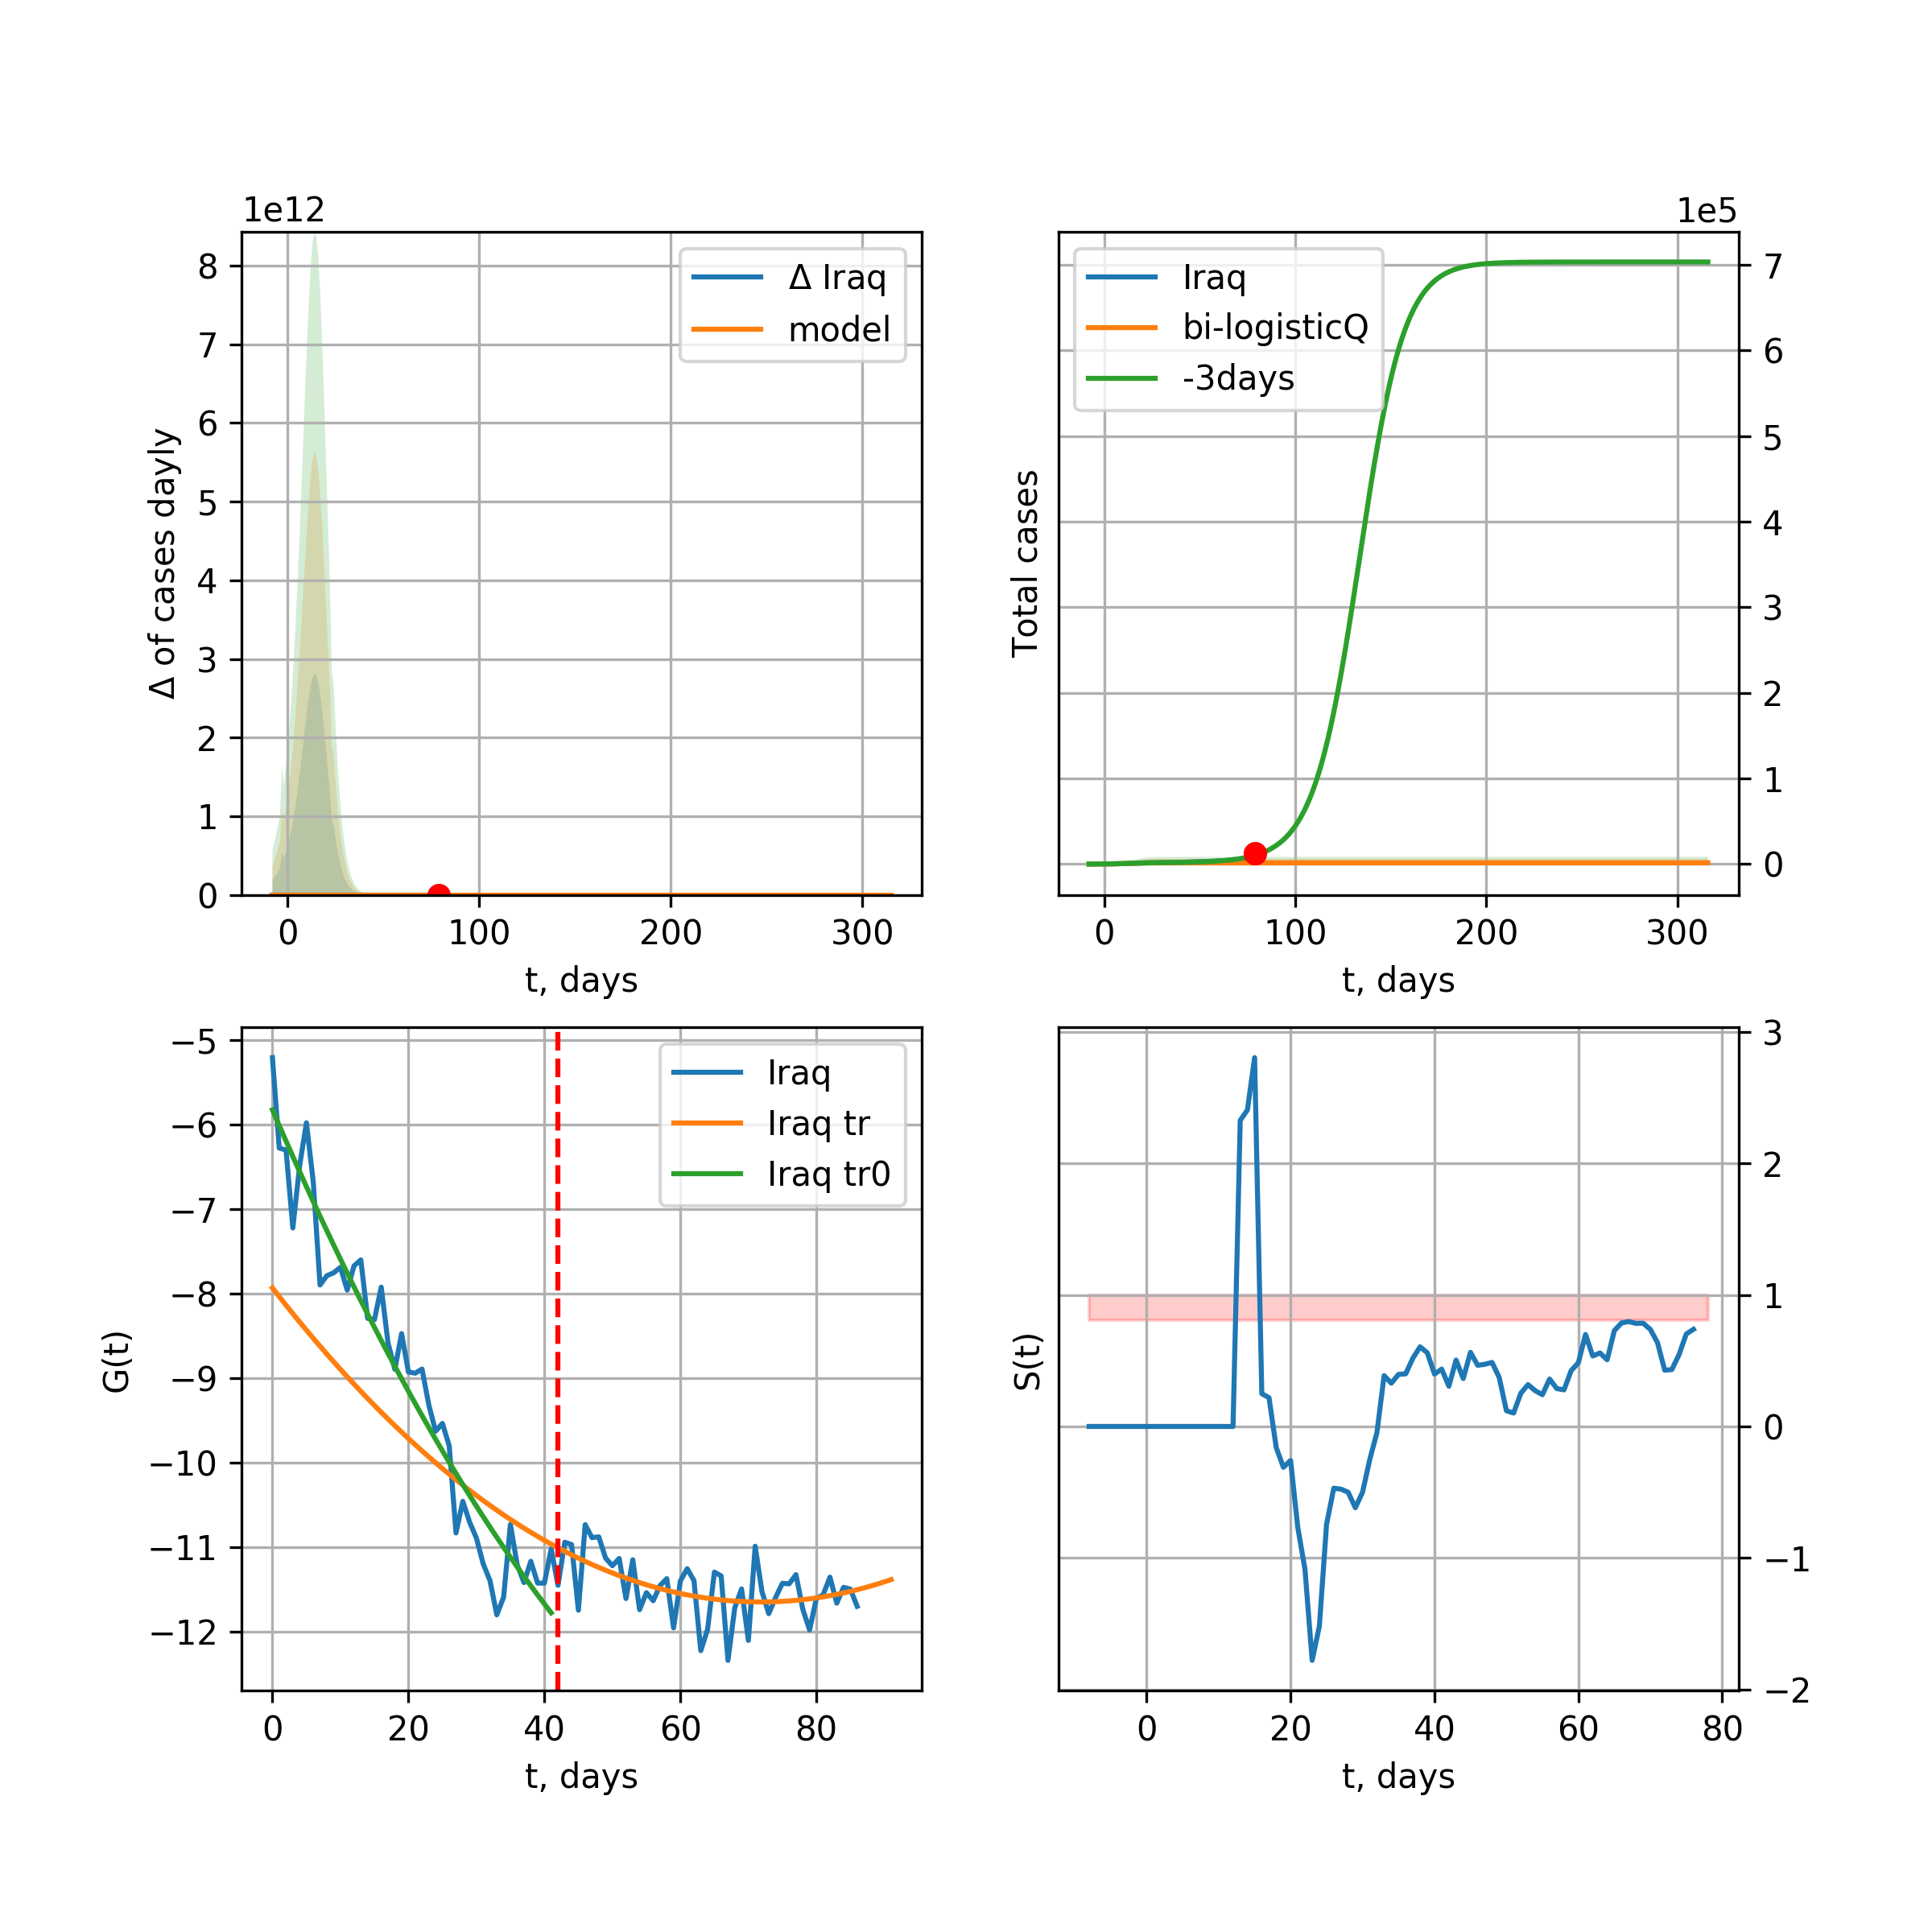 1e12
8
7
6
5
4
3
2
1
0
Δ of cases dayly
Δ Iraq
model
0 100 200 300
t, days
1e5
Iraq
bi-logisticQ
-3days
Total cases
7
6
5
4
3
2
1
0
0 100 200 300
t, days
−5
−6
−7
−8
−9
−10
−11
−12
G(t)
Iraq
Iraq tr
Iraq tr0
0 20 40 60 80
t, days
S(t)
3
2
1
0
−1
−2
0 20 40 60 80
t, days